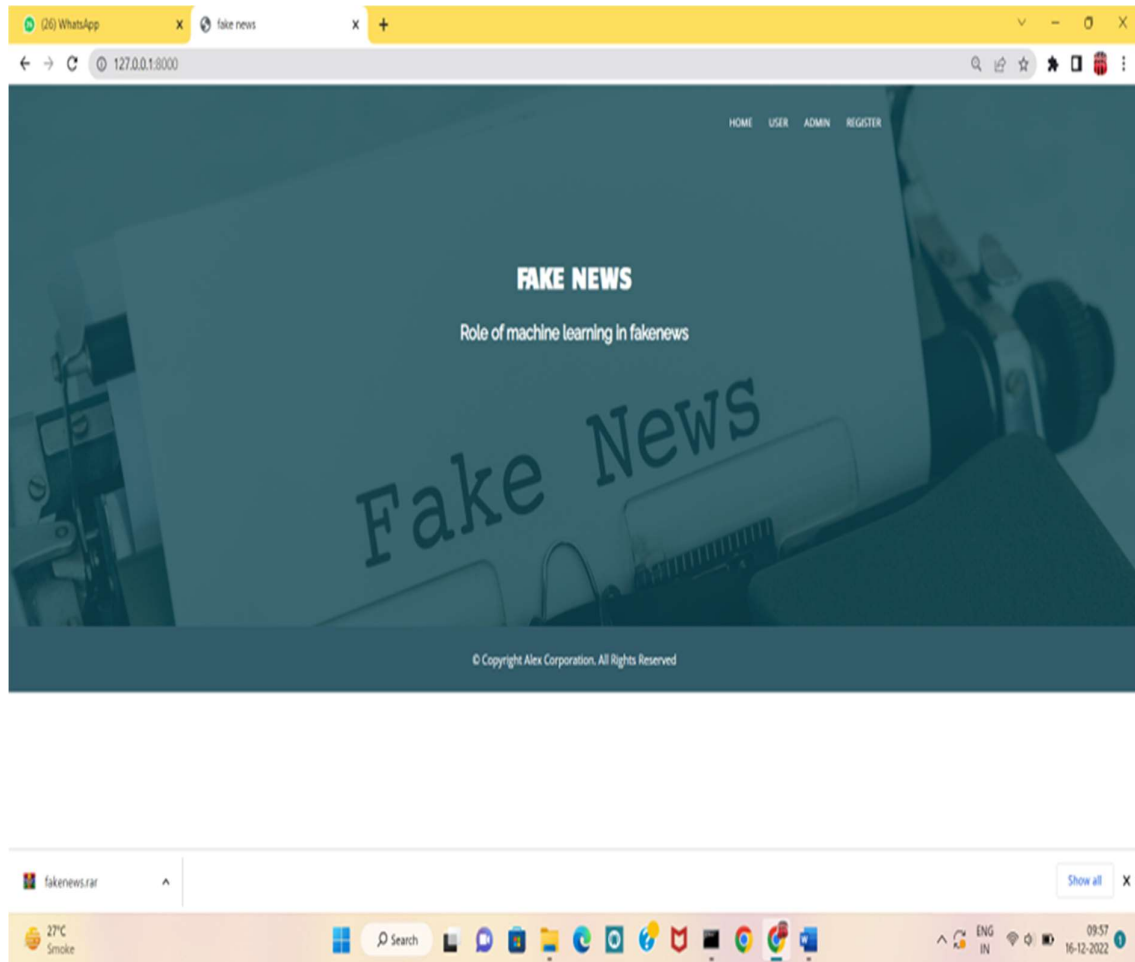 (26) WhatsApp
fake news
127.0.0.1:8000
HOME USER ADMIN REGISTER
FAKE NEWS
Role of machine learning in fakenews
Fake News
© Copyright Alex Corporation. All Rights Reserved
fakenews.rar
Show all
27°C
Smoke
Search
ENG
IN
09:57
16-12-2022
1